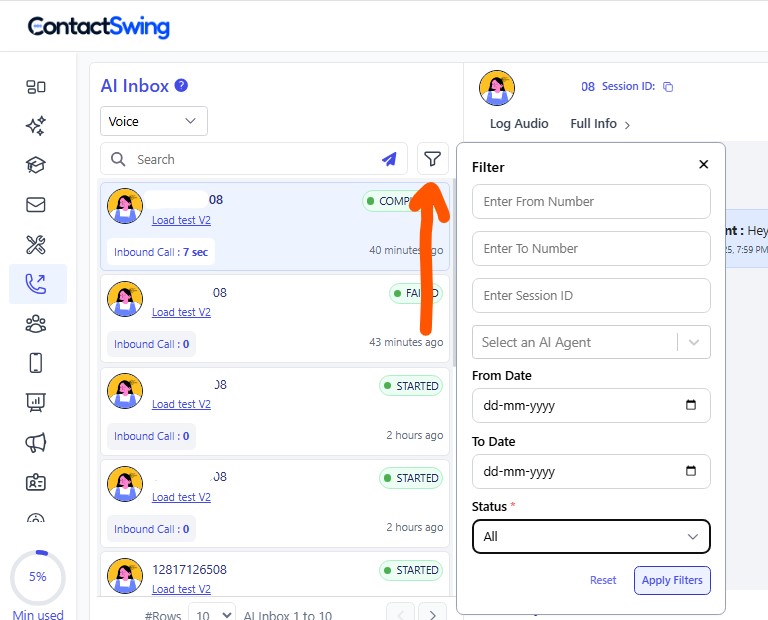 ContactSwing
AI Inbox ?
Voice
Search
08
COMP
Load test V2
Inbound Call : 7 sec
40 minutes ago
08
Load test V2
Inbound Call : 0
43 minutes ago
08
STARTED
Load test V2
Inbound Call : 0
2 hours ago
08
STARTED
Load test V2
Inbound Call : 0
2 hours ago
12817126508
STARTED
Load test V2
#Rows 10 AI Inbox 1 to 10
5%
Min used
08 Session ID:
Log Audio Full Info
Filter
Enter From Number
Enter To Number
Enter Session ID
Select an AI Agent
From Date
dd-mm-yyyy
To Date
dd-mm-yyyy
Status *
All
Reset Apply Filters
nt : Hey
25, 7:59 PM